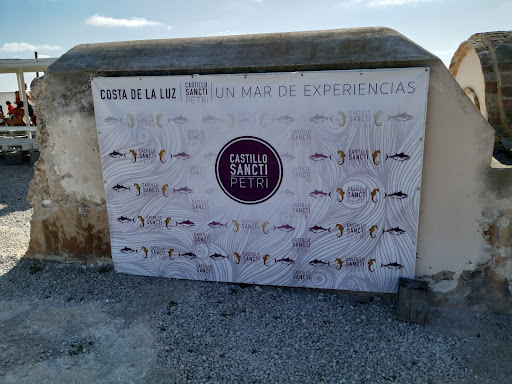 COSTA DE LA LUZ
CASTILLO
SANCTI
PETRI
UN MAR DE EXPERIENCIAS
CASTILLO
SANCTI
PETRI